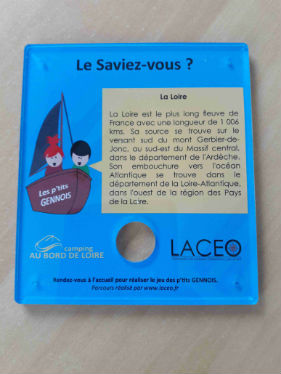 Le Saviez-vous ?
La Loire
La Loire est le plus long fleuve de
France avec une longueur de 1 006
kms. Sa source se trouve sur le
versant sud du mont Gerbier-de-
Jonc, au sud-est du Massif central,
dans le département de l'Ardèche.
Son embouchure vers l'océan
Atlantique se trouve dans le
département de la Loire-Atlantique,
dans l'ouest de la région des Pays
de la Loire.
Les p'tits
GENNOIS
camping
AU BORD DE LOIRE
LACEO
Rendez-vous à l'accueil pour réaliser le jeu des p'tits GENNOIS.
Parcours réalisé par www.laceo.fr